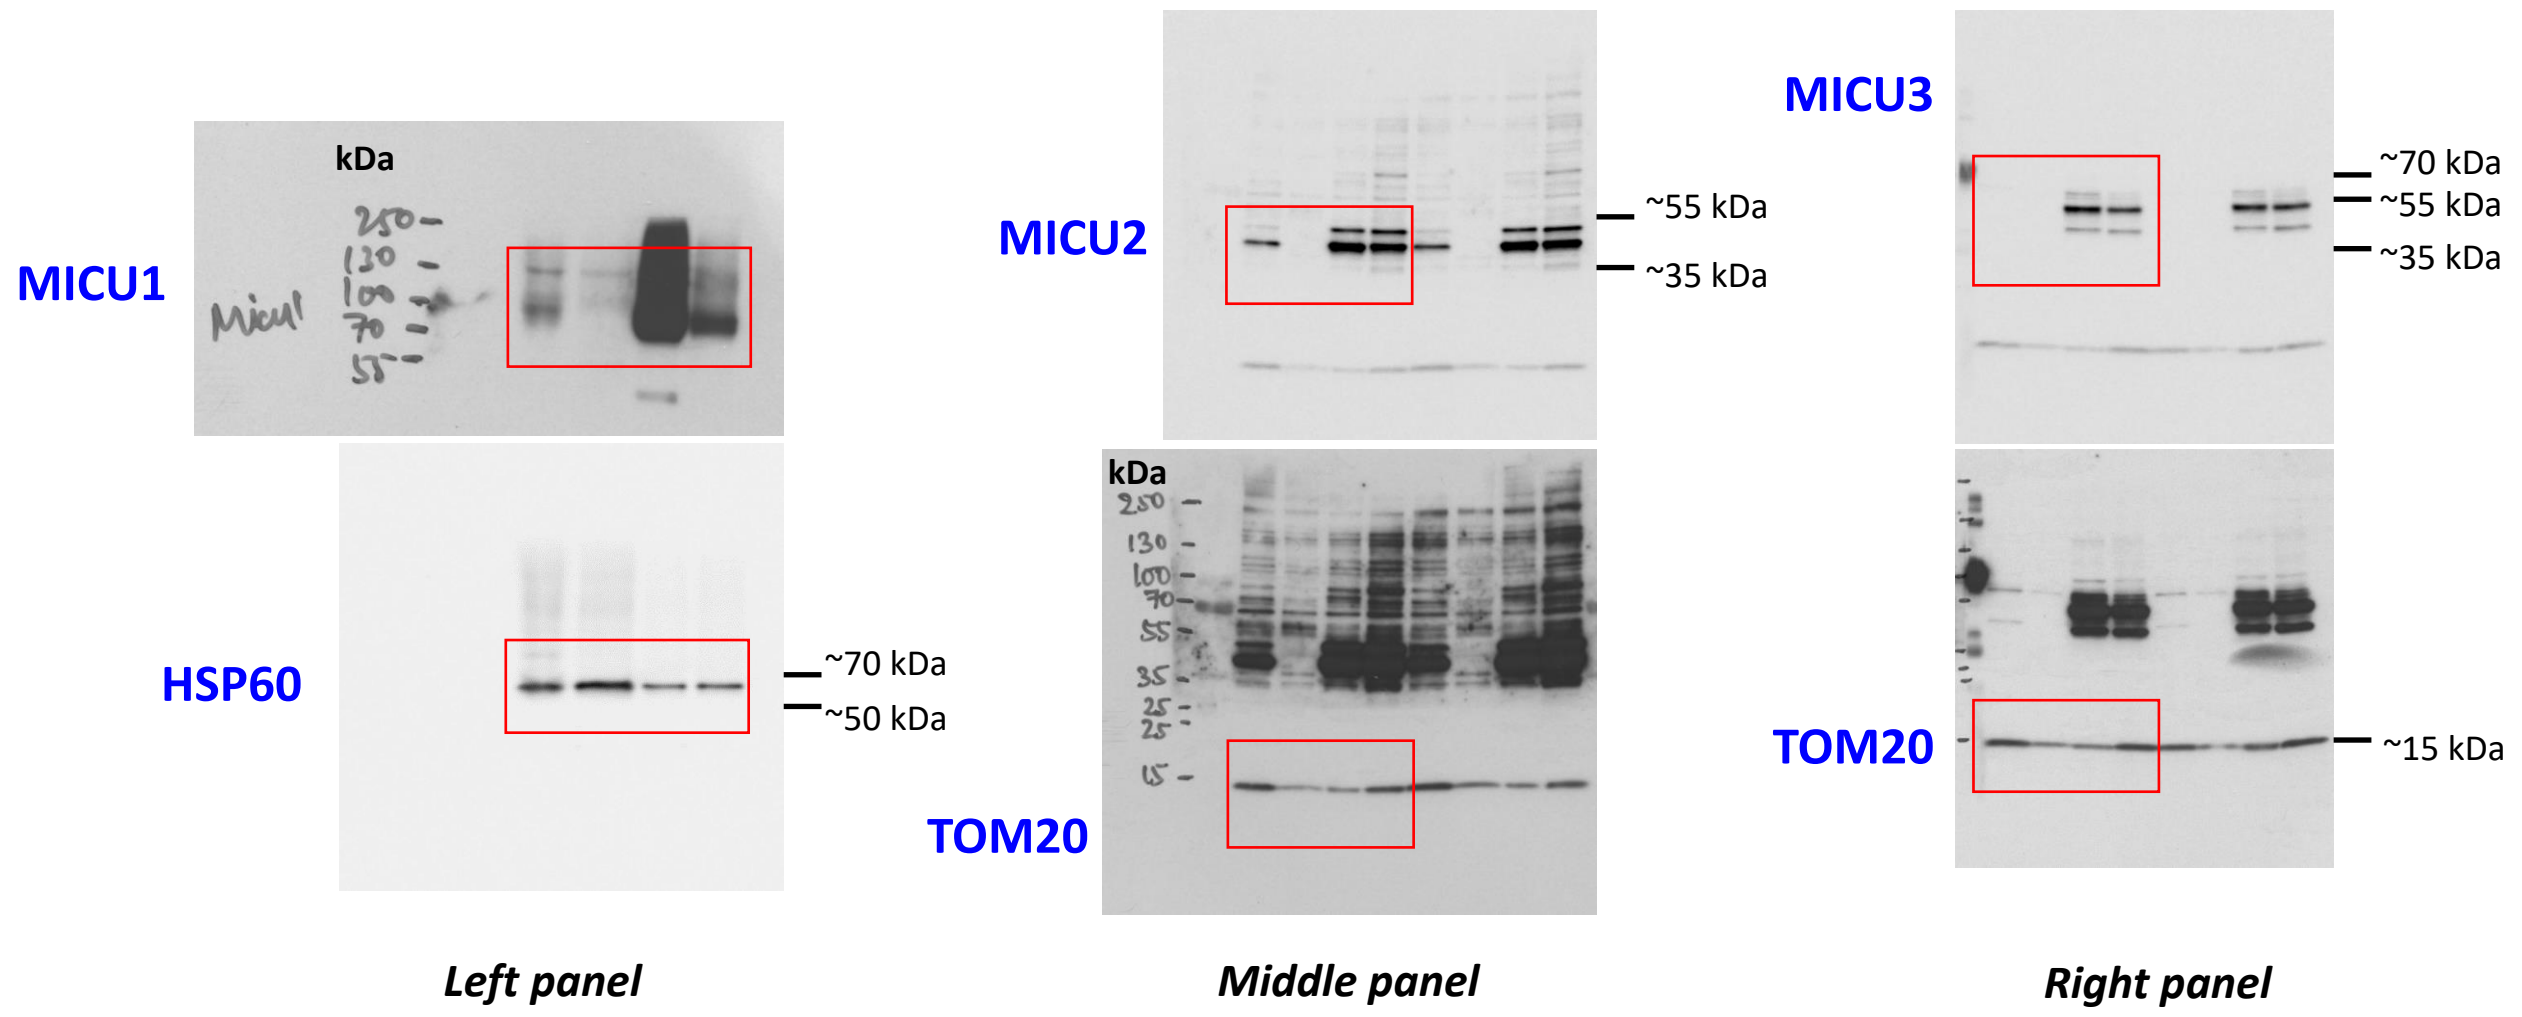 MICU1
kDa
250
130
100
70
55
Micu1
HSP60
~70 kDa
~50 kDa
Left panel
MICU2
~55 kDa
~35 kDa
kDa
250
130
100
70
55
35
25
25
15
TOM20
Middle panel
MICU3
~70 kDa
~55 kDa
~35 kDa
TOM20
~15 kDa
Right panel